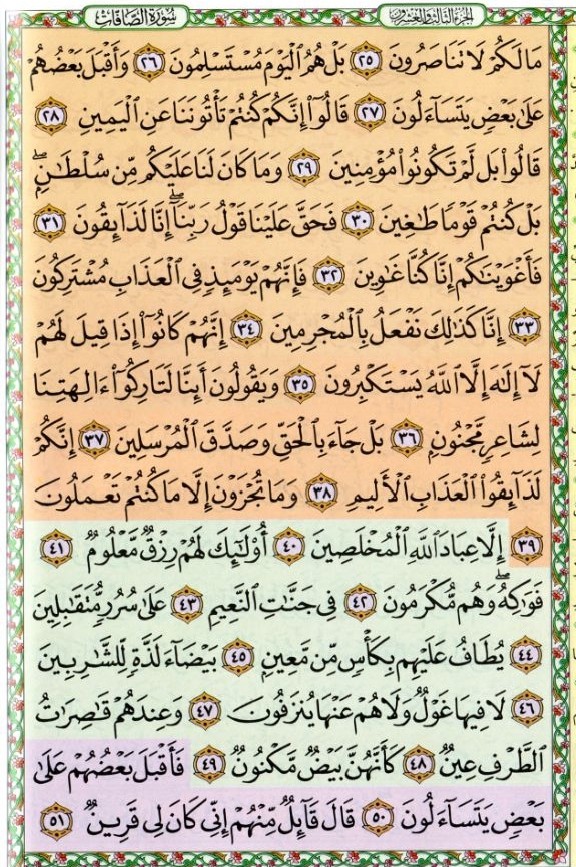 الجزء الثالث والعشرون
سورة الصافات
مَا لَكُمْ لَا تَنَاصَرُونَ ٢٥ بَلْ هُمُ ٱلْيَوْمَ مُسْتَسْلِمُونَ ٢٦ وَأَقْبَلَ بَعْضُهُمْ
عَلَىٰ بَعْضٍ يَتَسَآءَلُونَ ٢٧ قَالُوٓا۟ إِنَّكُمْ كُنتُمْ تَأْتُونَنَا عَنِ ٱلْيَمِينِ ٢٨
قَالُوا۟ بَل لَّمْ تَكُونُوا۟ مُؤْمِنِينَ ٢٩ وَمَا كَانَ لَنَا عَلَيْكُم مِّن سُلْطَـٰنٍۭ ۖ
بَلْ كُنتُمْ قَوْمًا طَـٰغِينَ ٣٠ فَحَقَّ عَلَيْنَا قَوْلُ رَبِّنَآ ۖ إِنَّا لَذَآئِقُونَ ٣١
فَأَغْوَيْنَـٰكُمْ إِنَّا كُنَّا غَـٰوِينَ ٣٢ فَإِنَّهُمْ يَوْمَئِذٍ فِى ٱلْعَذَابِ مُشْتَرِكُونَ
٣٣ إِنَّا كَذَٰلِكَ نَفْعَلُ بِٱلْمُجْرِمِينَ ٣٤ إِنَّهُمْ كَانُوٓا۟ إِذَا قِيلَ لَهُمْ
لَآ إِلَـٰهَ إِلَّا ٱللَّهُ يَسْتَكْبِرُونَ ٣٥ وَيَقُولُونَ أَئِنَّا لَتَارِكُوٓا۟ ءَالِهَتِنَا
لِشَاعِرٍ مَّجْنُونٍۭ ٣٦ بَلْ جَآءَ بِٱلْحَقِّ وَصَدَّقَ ٱلْمُرْسَلِينَ ٣٧ إِنَّكُمْ
لَذَآئِقُوا۟ ٱلْعَذَابِ ٱلْأَلِيمِ ٣٨ وَمَا تُجْزَوْنَ إِلَّا مَا كُنتُمْ تَعْمَلُونَ
٣٩ إِلَّا عِبَادَ ٱللَّهِ ٱلْمُخْلَصِينَ ٤٠ أُو۟لَـٰٓئِكَ لَهُمْ رِزْقٌ مَّعْلُومٌ ٤١
فَوَٰكِهُ ۖ وَهُم مُّكْرَمُونَ ٤٢ فِى جَنَّـٰتِ ٱلنَّعِيمِ ٤٣ عَلَىٰ سُرُرٍ مُّتَقَـٰبِلِينَ
٤٤ يُطَافُ عَلَيْهِم بِكَأْسٍ مِّن مَّعِينٍۭ ٤٥ بَيْضَآءَ لَذَّةٍ لِّلشَّـٰرِبِينَ
٤٦ لَا فِيهَا غَوْلٌ وَلَا هُمْ عَنْهَا يُنزَفُونَ ٤٧ وَعِندَهُمْ قَـٰصِرَٰتُ
ٱلطَّرْفِ عِينٌ ٤٨ كَأَنَّهُنَّ بَيْضٌ مَّكْنُونٌ ٤٩ فَأَقْبَلَ بَعْضُهُمْ عَلَىٰ
بَعْضٍ يَتَسَآءَلُونَ ٥٠ قَالَ قَآئِلٌ مِّنْهُمْ إِنِّى كَانَ لِى قَرِينٌ ٥١